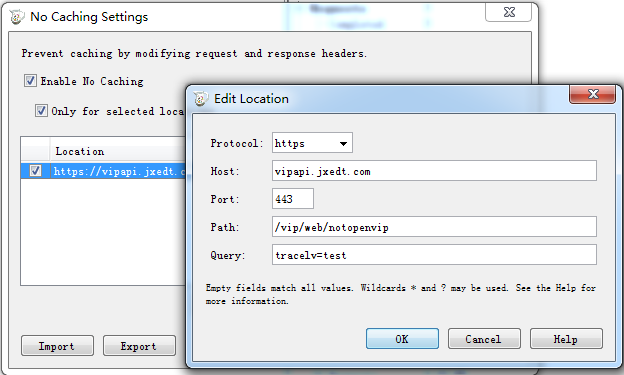 No Caching Settings
Prevent caching by modifying request and response headers.
Enable No Caching
Only for selected loca
Location
https://vipapi.jxedt.c
Import
Export
Edit Location
Protocol: https
Host: vipapi.jxedt.com
Port: 443
Path: /vip/web/notopenvip
Query: tracelv=test
Empty fields match all values. Wildcards * and ? may be used. See the Help for
more information.
OK
Cancel
Help